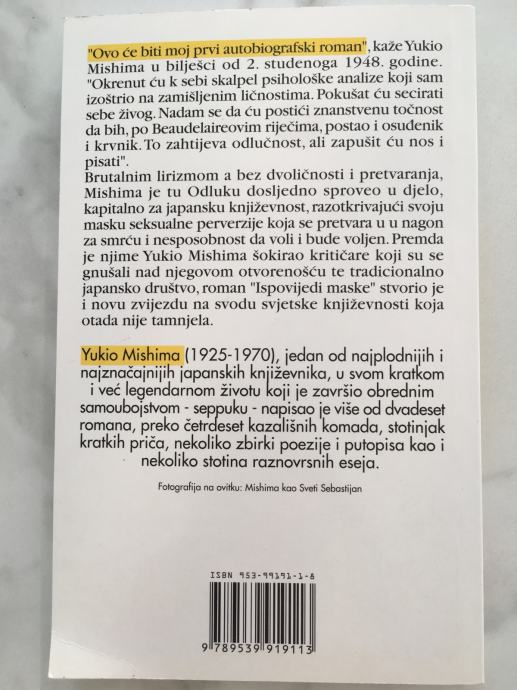 "Ovo će biti moj prvi autobiografski roman", kaže Yukio
Mishima u bilješci od 2. studenoga 1948. godine.
"Okrenut ću k sebi skalpel psihološke analize koji sam
izoštrio na zamišljenim ličnostima. Pokušat ću secirati
sebe živog. Nadam se da ću postići znanstvenu točnost
da bih, po Beaudelaireovim riječima, postao i osuđenik
i krvnik. To zahtijeva odlučnost, ali zapušit ću nos i
pisati".
Brutalnim lirizmom a bez dvoličnosti i pretvaranja,
Mishima je tu Odluku dosljedno sproveo u djelo,
kapitalno za japansku književnost, razotkrivajući svoju
masku seksualne perverzije koja se pretvara u u nagon
za smrću i nesposobnost da voli i bude voljen. Premda
je njime Yukio Mishima šokirao kritičare koji su se
gnušali nad njegovom otvorenošću te tradicionalno
japansko društvo, roman "Ispovijedi maske" stvorio je
i novu zvijezdu na svodu svjetske književnosti koja
otada nije tamnjela.
Yukio Mishima (1925-1970), jedan od najplodnijih i
najznačajnijih japanskih književnika, u svom kratkom
i već legendarnom životu koji je završio obrednim
samoubojstvom - seppuku - napisao je više od dvadeset
romana, preko četrdeset kazališnih komada, stotinjak
kratkih priča, nekoliko zbirki poezije i putopisa kao i
nekoliko stotina raznovrsnih eseja.
Fotografija na ovitku: Mishima kao Sveti Sebastijan
ISBN 953-99191-1-8
9 789539 919113